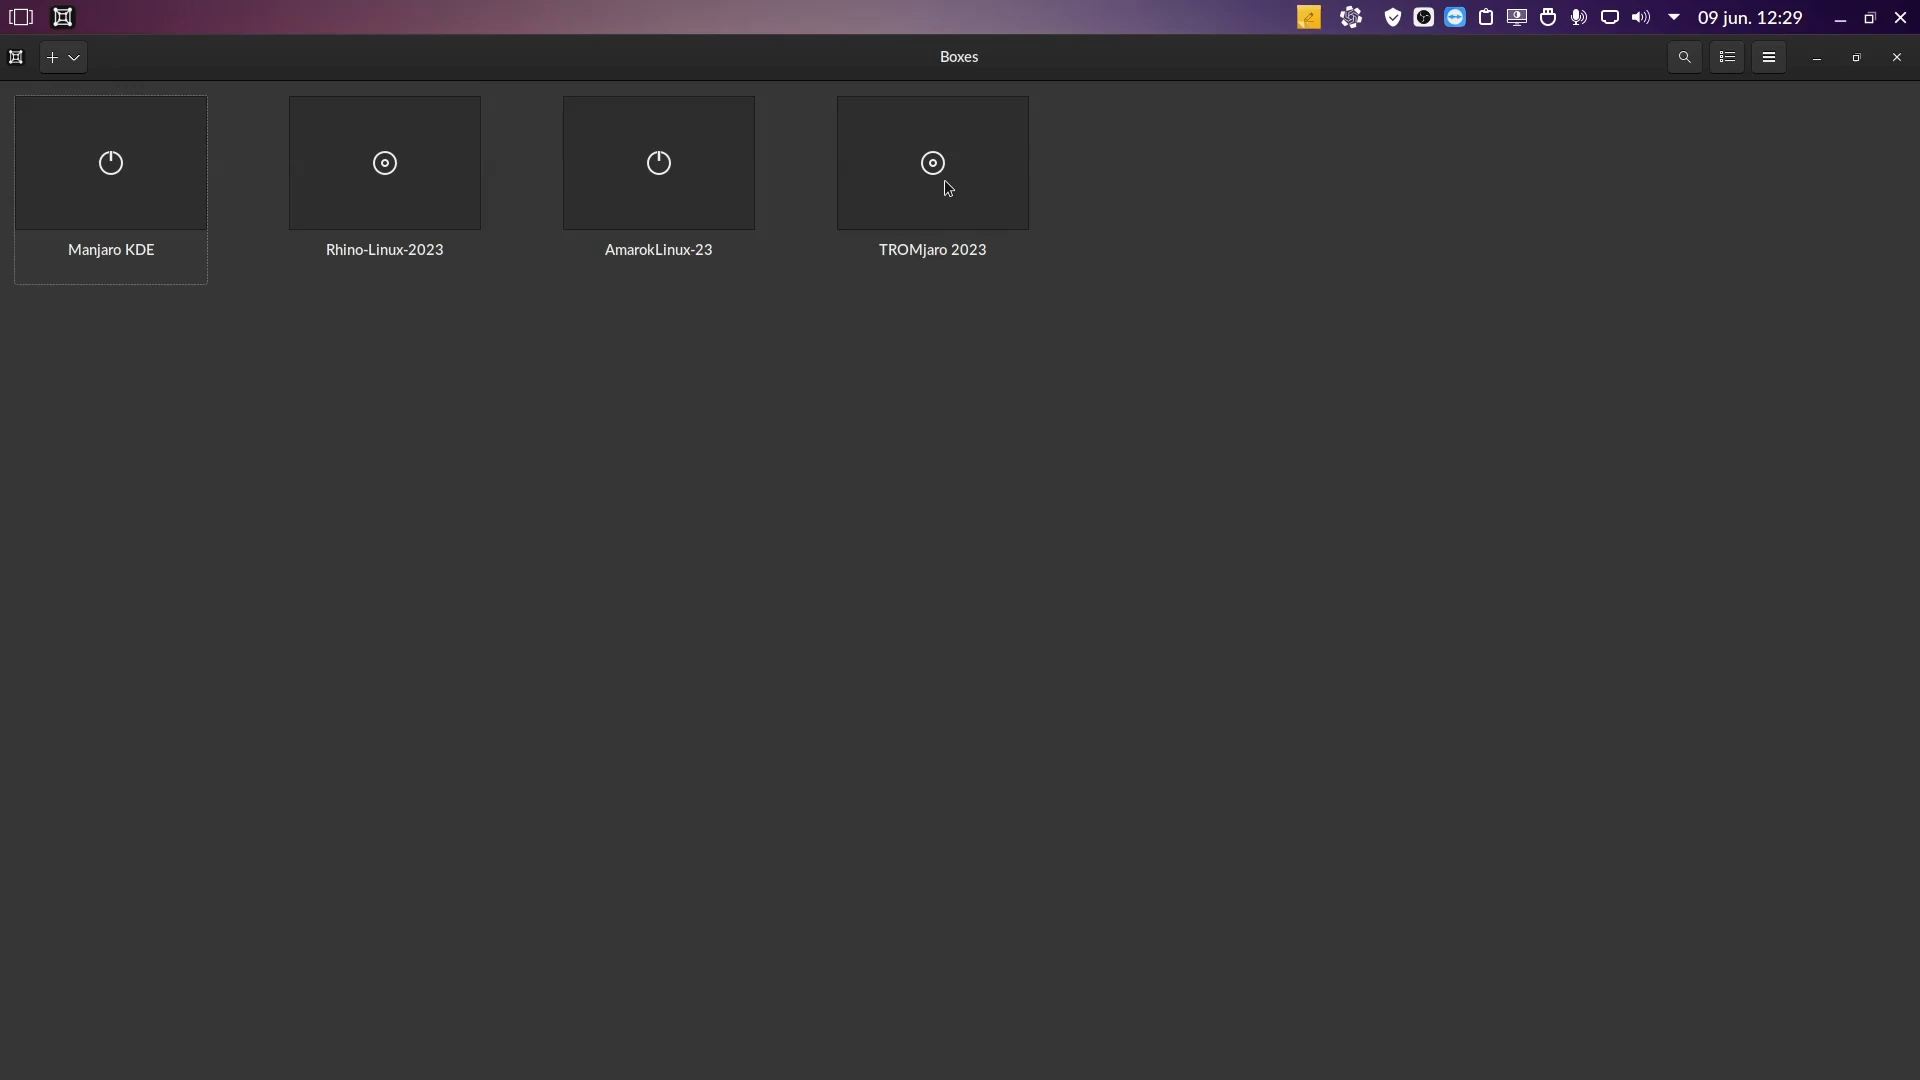 09 jun. 12:29
Boxes
Manjaro KDE
Rhino-Linux-2023
AmarokLinux-23
TROMjaro 2023